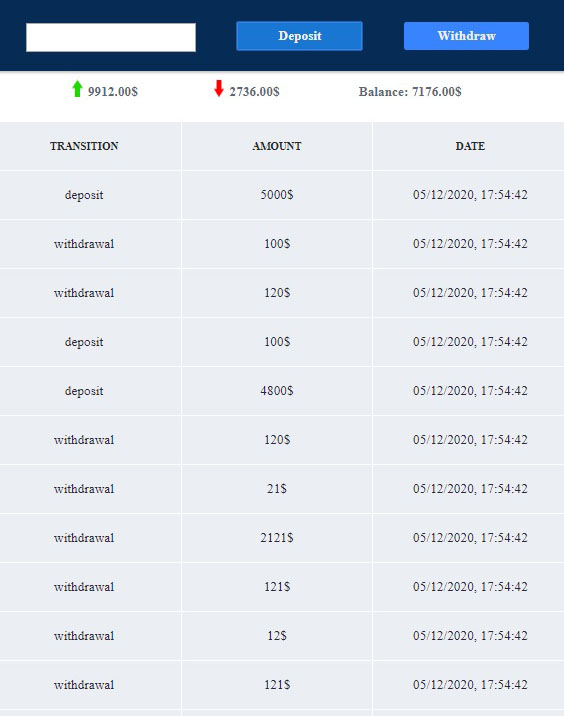 Deposit Withdraw
9912.00$ 2736.00$ Balance: 7176.00$
TRANSITION AMOUNT DATE
deposit 5000$ 05/12/2020, 17:54:42
withdrawal 100$ 05/12/2020, 17:54:42
withdrawal 120$ 05/12/2020, 17:54:42
deposit 100$ 05/12/2020, 17:54:42
deposit 4800$ 05/12/2020, 17:54:42
withdrawal 120$ 05/12/2020, 17:54:42
withdrawal 21$ 05/12/2020, 17:54:42
withdrawal 2121$ 05/12/2020, 17:54:42
withdrawal 121$ 05/12/2020, 17:54:42
withdrawal 12$ 05/12/2020, 17:54:42
withdrawal 121$ 05/12/2020, 17:54:42